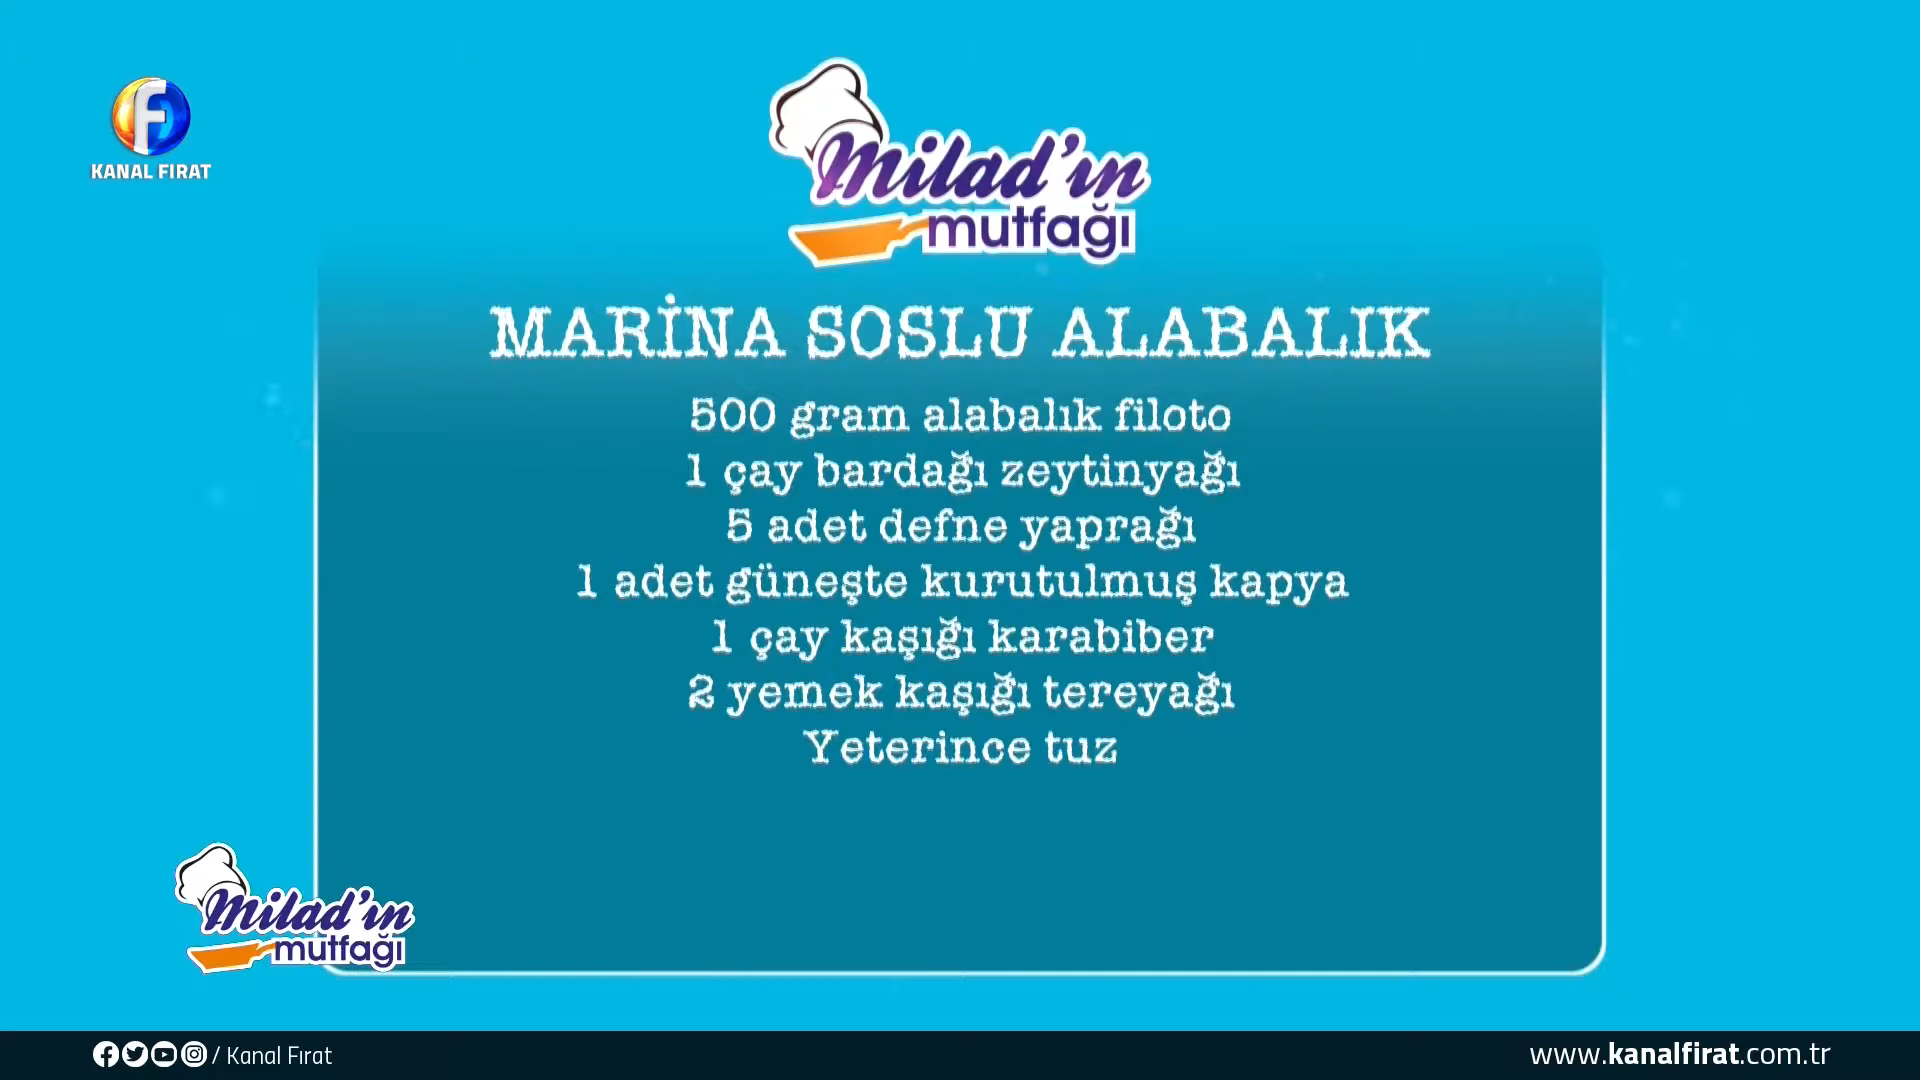 KANAL FIRAT
Milad'ın
mutfağı
MARİNA SOSLU ALABALIK
500 gram alabalık filoto
1 çay bardağı zeytinyağı
5 adet defne yaprağı
1 adet güneşte kurutulmuş kapya
1 çay kaşığı karabiber
2 yemek kaşığı tereyağı
Yeterince tuz
Milad'ın
mutfağı
/ Kanal Fırat
www.kanalfirat.com.tr